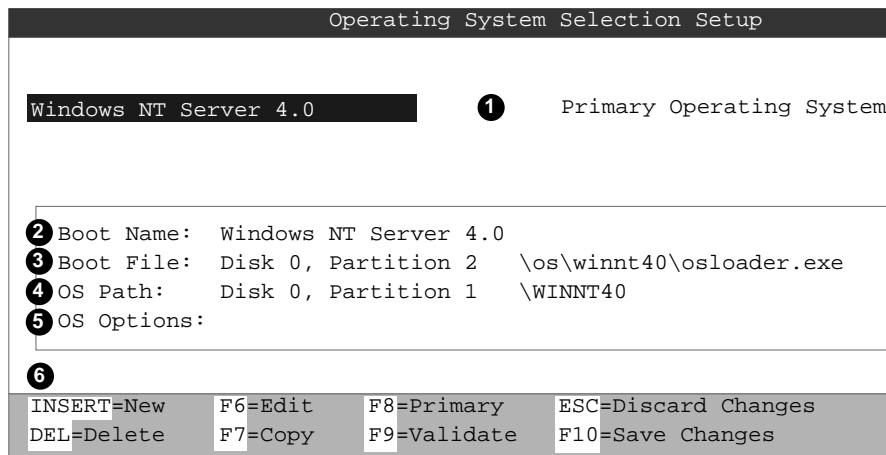 Operating System Selection Setup
Windows NT Server 4.0 1 Primary Operating System
2 Boot Name: Windows NT Server 4.0
3 Boot File: Disk 0, Partition 2 \os\winnt40\osloader.exe
4 OS Path: Disk 0, Partition 1 \WINNT40
5 OS Options:
6
INSERT=New F6=Edit F8=Primary ESC=Discard Changes
DEL=Delete F7=Copy F9=Validate F10=Save Changes